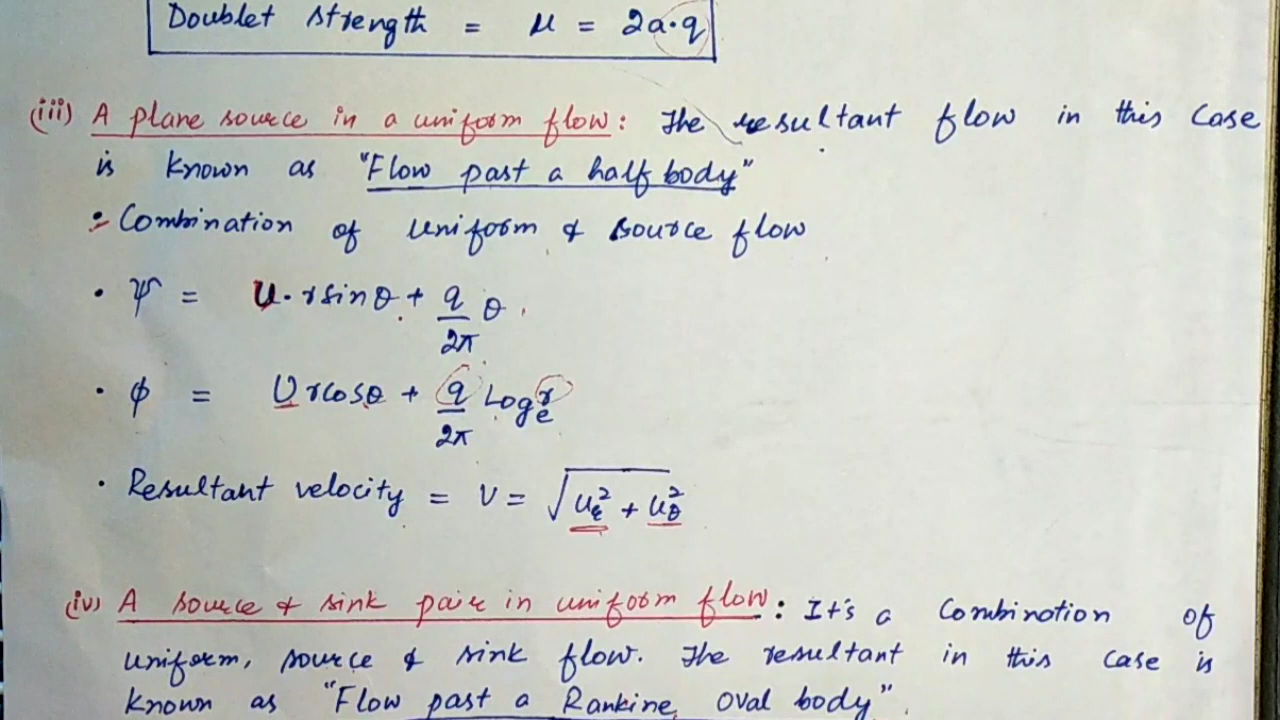 Doublet strength = μ = 2a·q
(iii) A plane source in a uniform flow: The resultant flow in this case
is known as "Flow past a half body"
:- Combination of uniform & source flow
• ψ = U·r sinθ + q/2π θ
• φ = U r cosθ + q/2π Logₑ r
• Resultant velocity = V = √(u_r² + u_θ²)
(iv) A source & sink pair in uniform flow: It's a combination of
uniform, source & sink flow. The resultant in this case is
known as "Flow past a Rankine oval body".